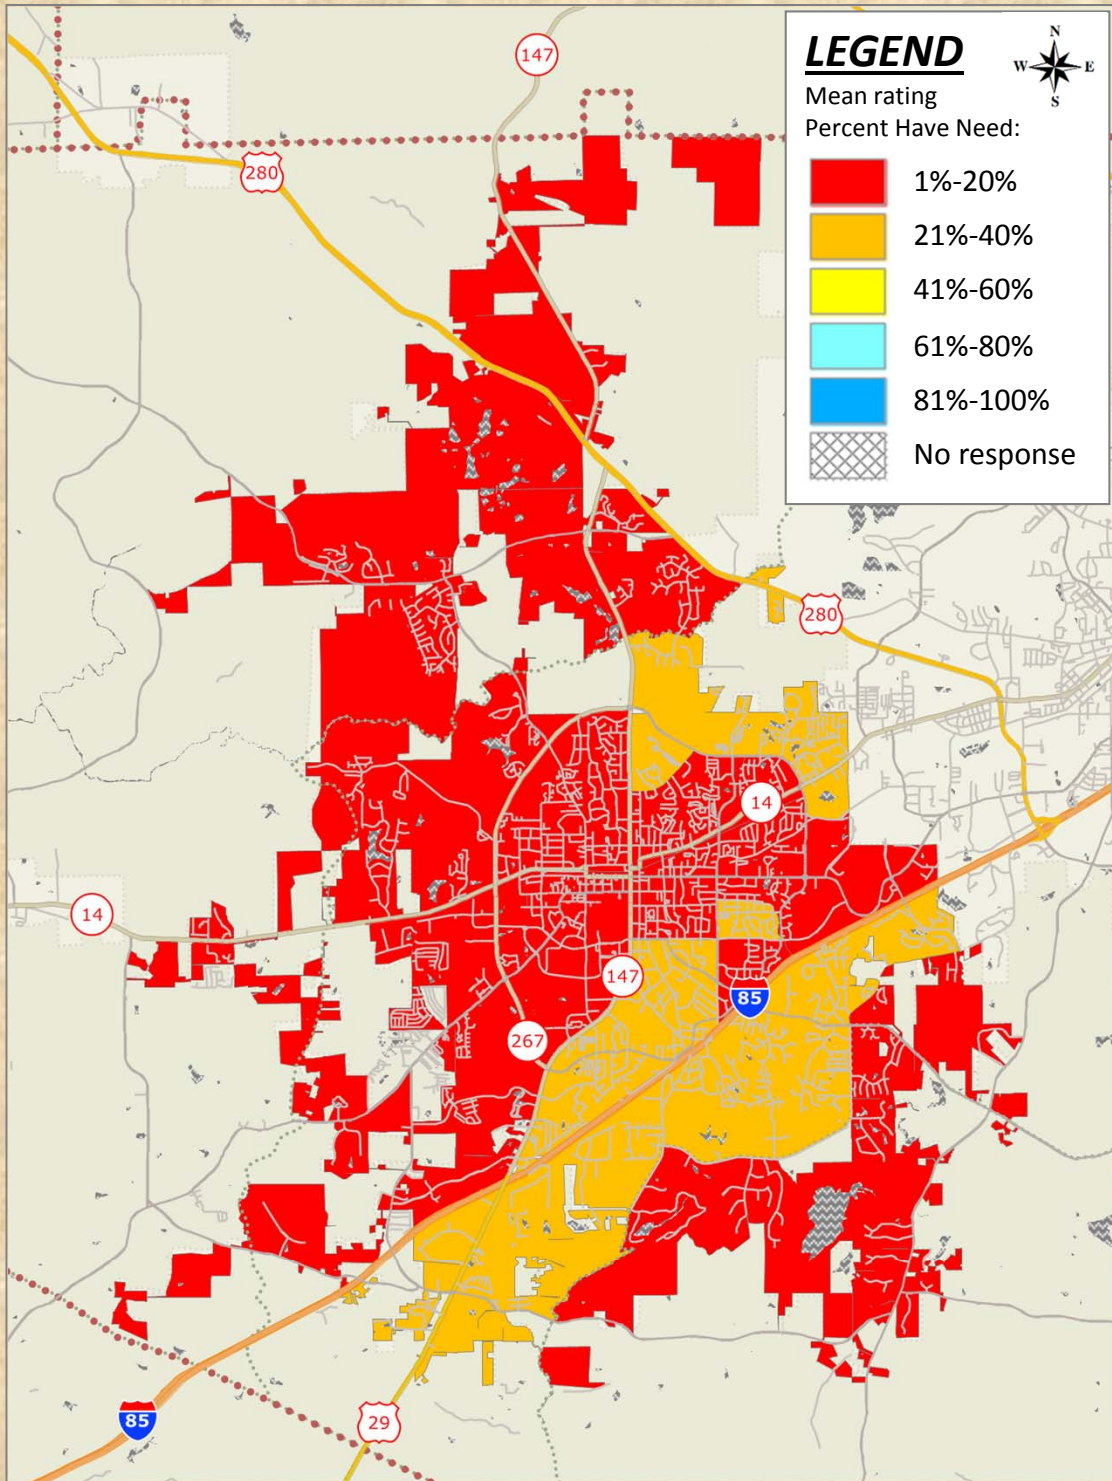 147
LEGEND
N
W E
S
Mean rating
Percent Have Need:
280
1%-20%
21%-40%
41%-60%
61%-80%
81%-100%
No response
280
14
14
147
85
267
85
29